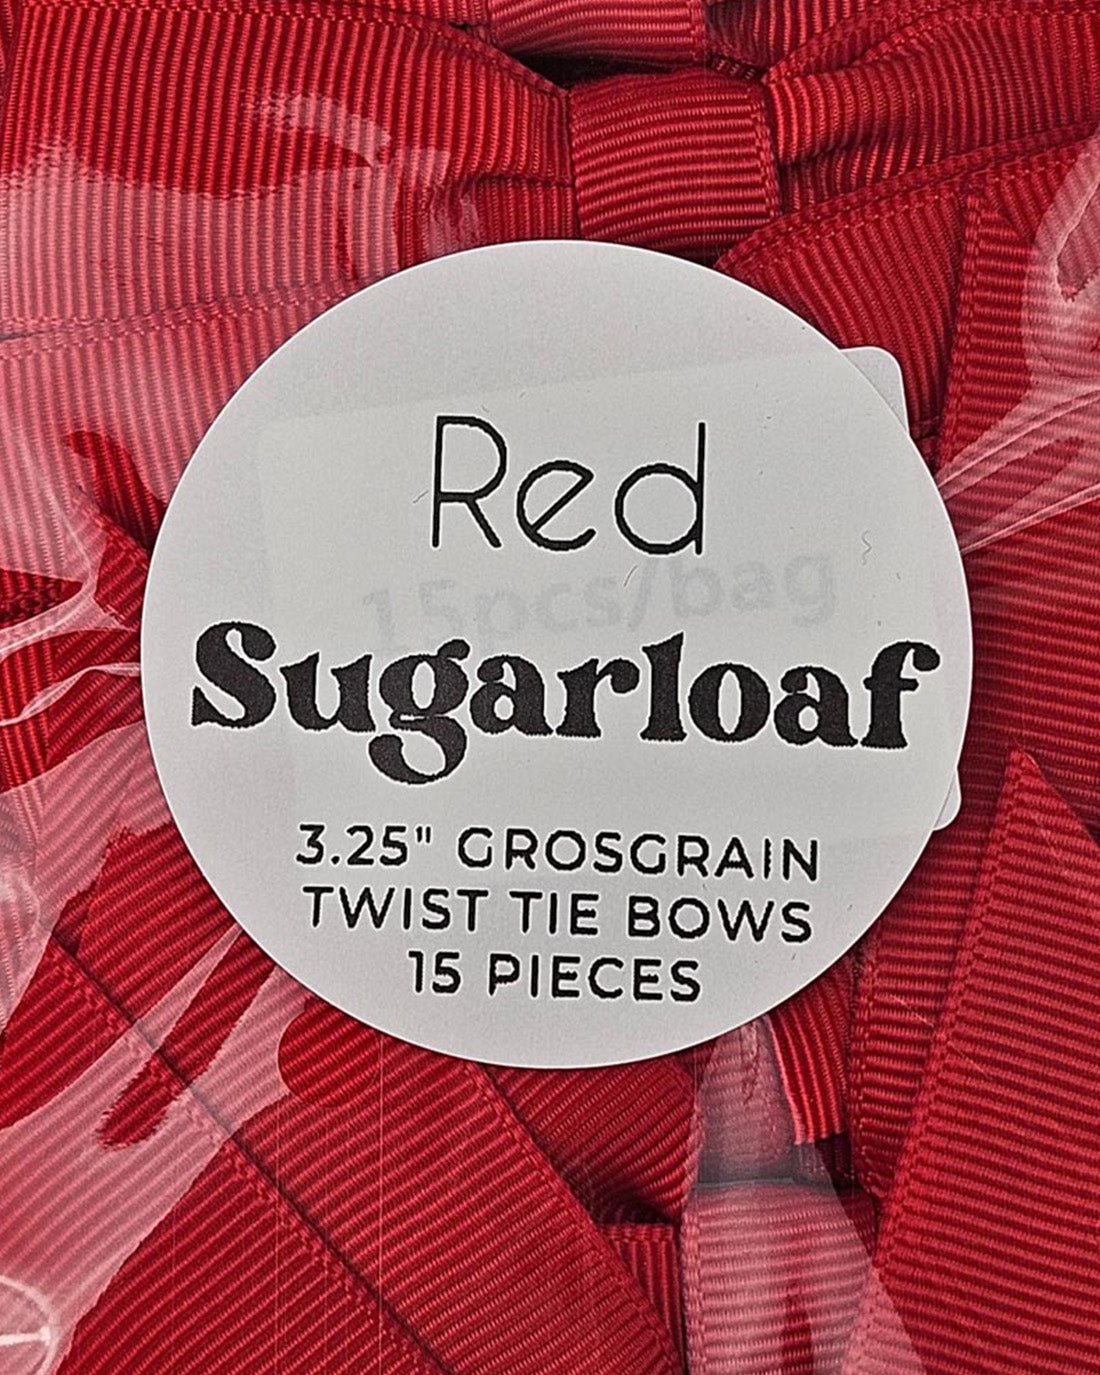 Red
15pcs/bag
Sugarloaf
3.25" GROSGRAIN
TWIST TIE BOWS
15 PIECES